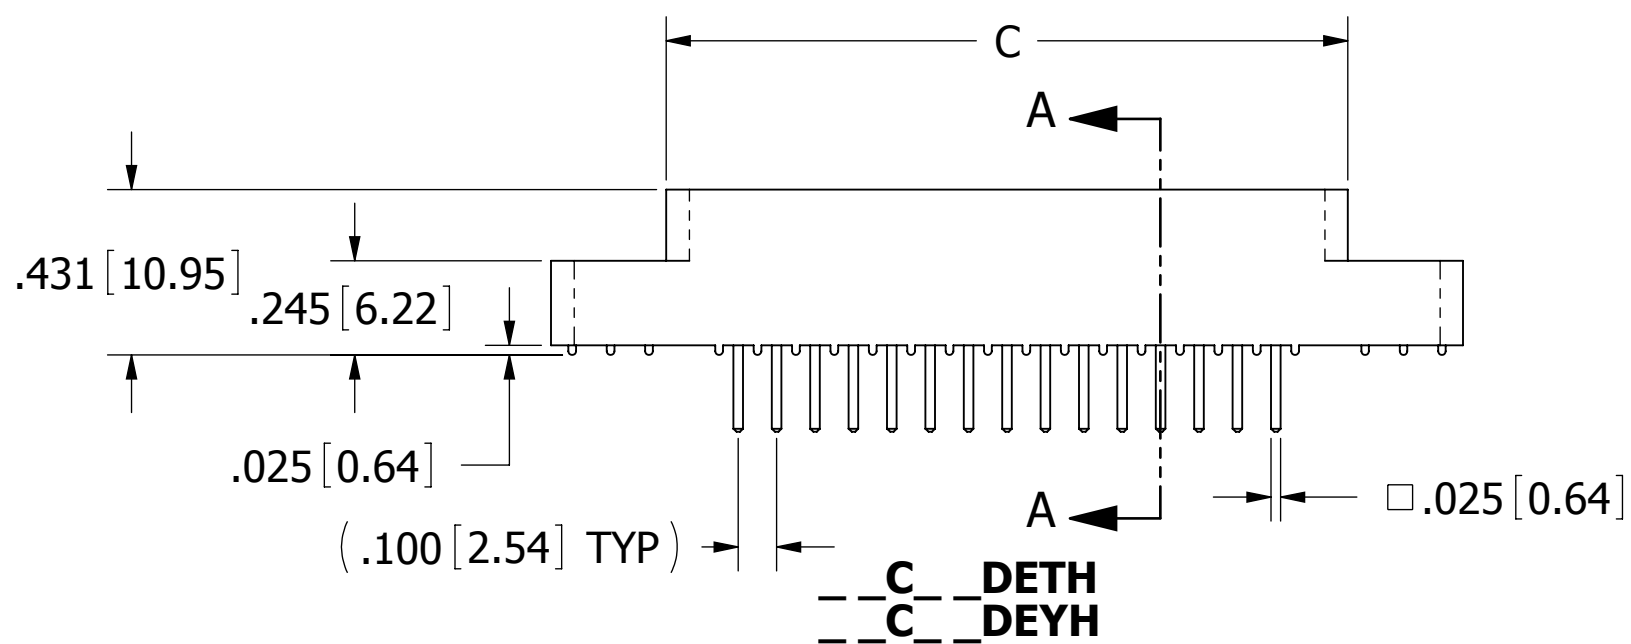 C
A
.431[10.95]
.245[6.22]
.025[0.64]
A
□.025[0.64]
(.100[2.54] TYP)
_ _C_ _DETH
_ _C_ _DEYH